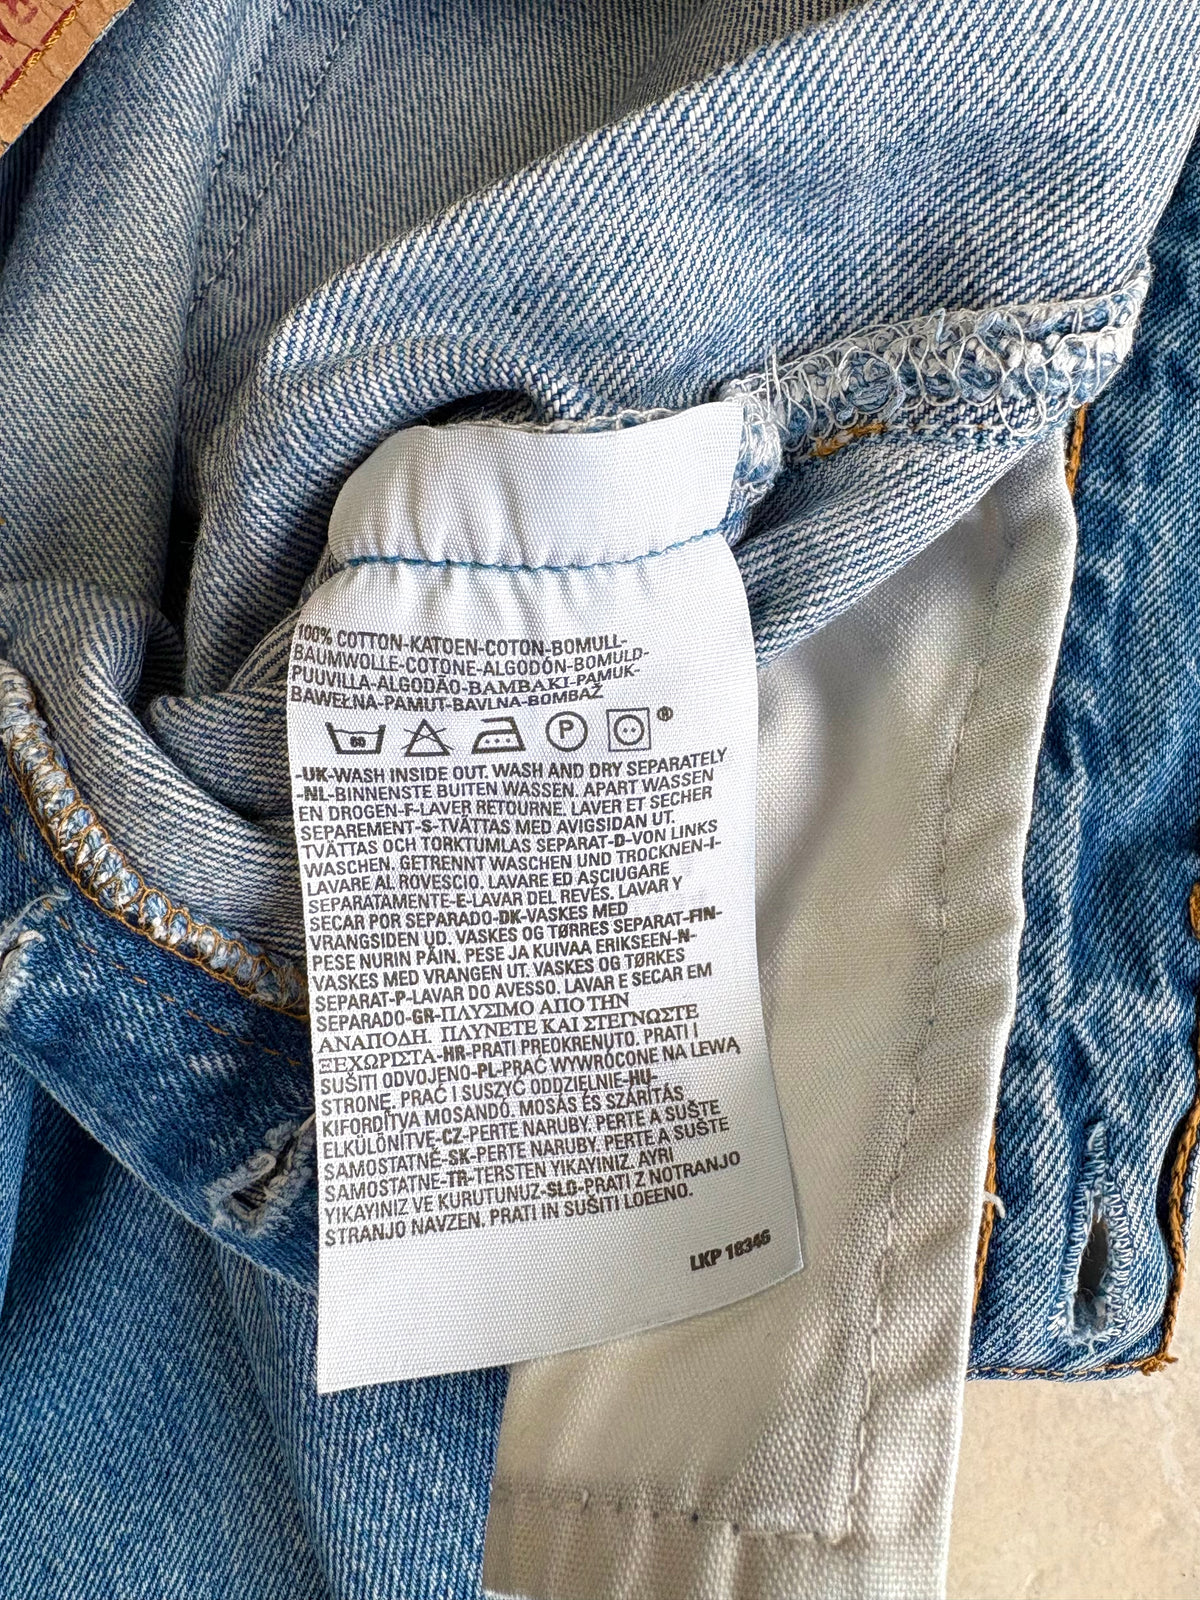 100% COTTON-KATOEN-COTON-BOMULL-
BAUMWOLLE-COTONE-ALGODÓN-BOMULD-
PUUVILLA-ALGODÃO-BAMBAKI-PAMUK-
BAWEŁNA-PAMUT-BAVLNA-BOMBAŽ
60 P ®
-UK-WASH INSIDE OUT. WASH AND DRY SEPARATELY
-NL-BINNENSTE BUITEN WASSEN. APART WASSEN
EN DROGEN-F-LAVER RETOURNE. LAVER ET SECHER
SEPAREMENT-S-TVÄTTAS MED AVIGSIDAN UT.
TVÄTTAS OCH TORKTUMLAS SEPARAT-D-VON LINKS
WASCHEN. GETRENNT WASCHEN UND TROCKNEN-I-
LAVARE AL ROVESCIO. LAVARE ED ASCIUGARE
SEPARATAMENTE-E-LAVAR DEL REVÉS. LAVAR Y
SECAR POR SEPARADO-DK-VASKES MED
VRANGSIDEN UD. VASKES OG TØRRES SEPARAT-FIN-
PESE NURIN PÄIN. PESE JA KUIVAA ERIKSEEN-N-
VASKES MED VRANGEN UT. VASKES OG TØRKES
SEPARAT-P-LAVAR DO AVESSO. LAVAR E SECAR EM
SEPARADO-GR-ΠΛΥΣΙΜΟ ΑΠΟ ΤΗΝ
ΑΝΑΠΟΔΗ. ΠΛΥΝΕΤΕ ΚΑΙ ΣΤΕΓΝΩΣΤΕ
ΞΕΧΩΡΙΣΤΑ-HR-PRATI PREOKRENUTO. PRATI I
SUŠITI ODVOJENO-PL-PRAĆ WYWRÓCONE NA LEWĄ
STRONĘ. PRAĆ I SUSZYĆ ODDZIELNIE-HU-
KIFORDÍTVA MOSANDÓ. MOSÁS ÉS SZÁRÍTÁS
ELKÜLÖNITVE-CZ-PERTE NARUBY. PERTE A SUŠTE
SAMOSTATNĚ-SK-PERTE NARUBY. PERTE A SUŠTE
SAMOSTATNE-TR-TERSTEN YIKAYINIZ. AYRI
YIKAYINIZ VE KURUTUNUZ-SLO-PRATI Z NOTRANJO
STRANJO NAVZEN. PRATI IN SUŠITI LOEENO.
LKP 18346